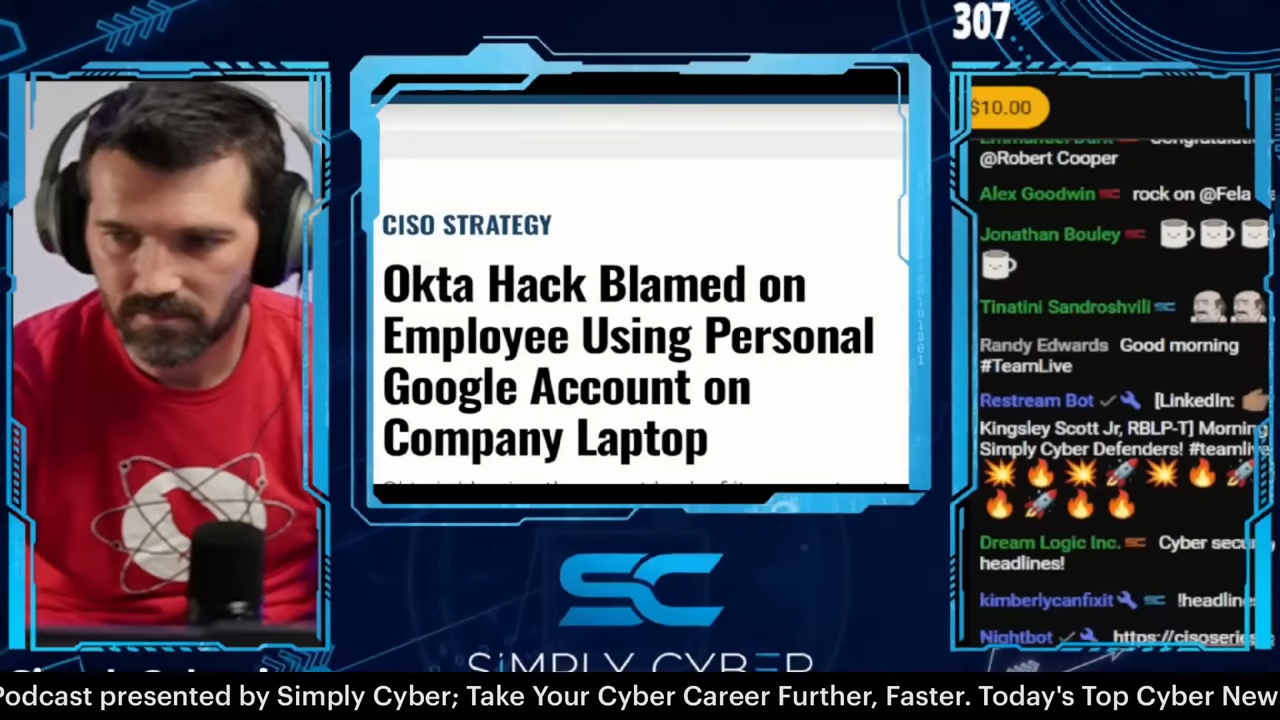 307
$10.00
@Robert Cooper
Alex Goodwin rock on @Fela
Jonathan Bouley
Tinatini Sandroshvili
Randy Edwards Good morning
#TeamLive
Restream Bot [LinkedIn:
Kingsley Scott Jr, RBLP-T] Morning
Simply Cyber Defenders! #teamlive
Dream Logic Inc. Cyber secu
headlines!
kimberlycanfixit !headline
Nightbot https://cisoseries
CISO STRATEGY
Okta Hack Blamed on
Employee Using Personal
Google Account on
Company Laptop
SC
SIMPLY CYBER
Podcast presented by Simply Cyber; Take Your Cyber Career Further, Faster. Today's Top Cyber New